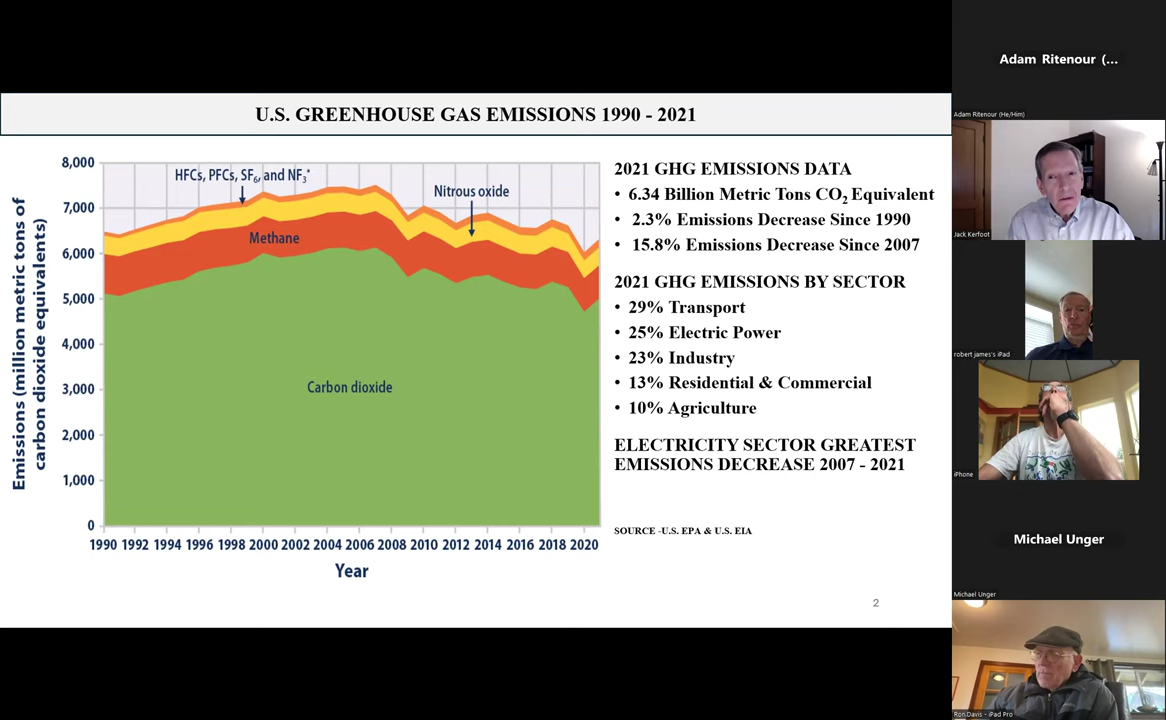 U.S. GREENHOUSE GAS EMISSIONS 1990 - 2021
Emissions (million metric tons of
carbon dioxide equivalents)
8,000
7,000
6,000
5,000
4,000
3,000
2,000
1,000
0
HFCs, PFCs, SF6, and NF3*
Nitrous oxide
Methane
Carbon dioxide
1990 1992 1994 1996 1998 2000 2002 2004 2006 2008 2010 2012 2014 2016 2018 2020
Year
2021 GHG EMISSIONS DATA
• 6.34 Billion Metric Tons CO2 Equivalent
• 2.3% Emissions Decrease Since 1990
• 15.8% Emissions Decrease Since 2007
2021 GHG EMISSIONS BY SECTOR
• 29% Transport
• 25% Electric Power
• 23% Industry
• 13% Residential & Commercial
• 10% Agriculture
ELECTRICITY SECTOR GREATEST
EMISSIONS DECREASE 2007 - 2021
SOURCE -U.S. EPA & U.S. EIA
2
Adam Ritenour (...
Adam Ritenour (He/Him)
Jack Kerfoot
robert james's iPad
iPhone
Michael Unger
Michael Unger
Ron Davis - iPad Pro